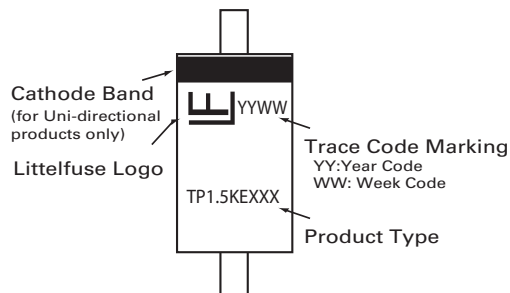 Cathode Band
(for Uni-directional
products only)
Littelfuse Logo
YYWW
Trace Code Marking
YY:Year Code
WW: Week Code
TP1.5KEXXX
Product Type